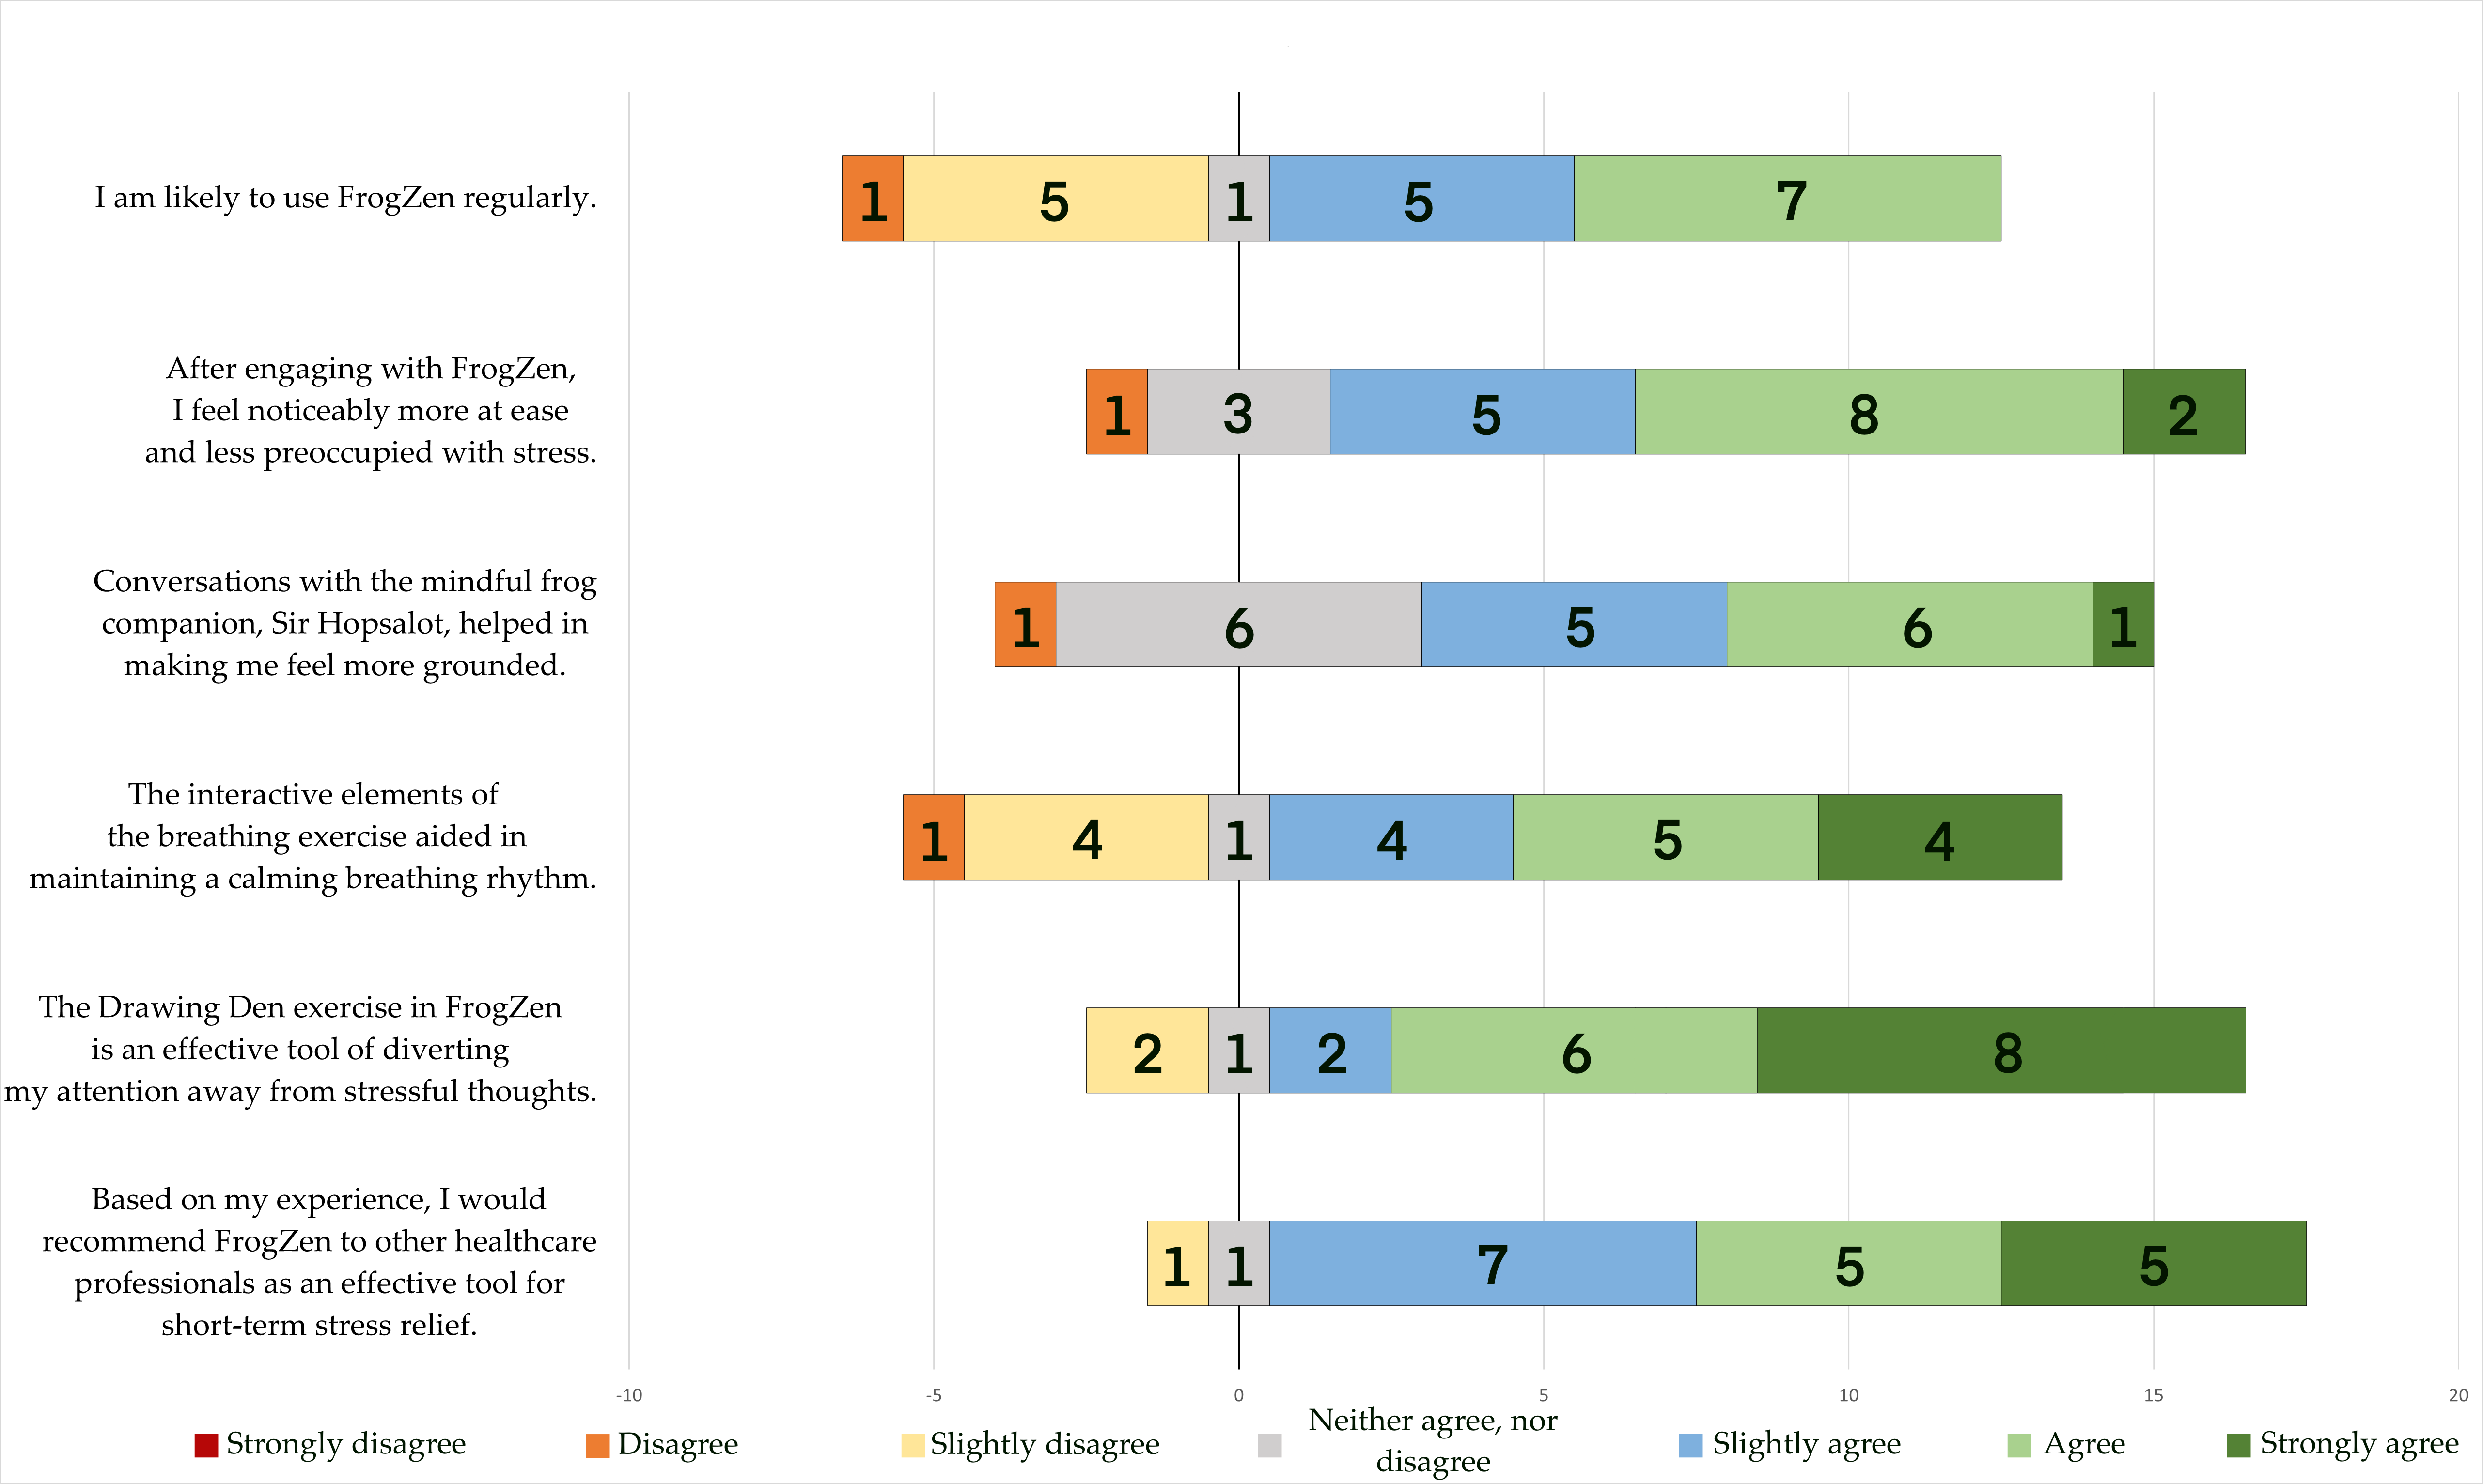 I am likely to use FrogZen regularly.
1 5 1 5 7
After engaging with FrogZen,
I feel noticeably more at ease
and less preoccupied with stress.
1 3 5 8 2
Conversations with the mindful frog
companion, Sir Hopsalot, helped in
making me feel more grounded.
1 6 5 6 1
The interactive elements of
the breathing exercise aided in
maintaining a calming breathing rhythm.
1 4 1 4 5 4
The Drawing Den exercise in FrogZen
is an effective tool of diverting
my attention away from stressful thoughts.
2 1 2 6 8
Based on my experience, I would
recommend FrogZen to other healthcare
professionals as an effective tool for
short-term stress relief.
1 1 7 5 5
-10 -5 0 5 10 15 20
Strongly disagree
Disagree
Slightly disagree
Neither agree, nor
disagree
Slightly agree
Agree
Strongly agree